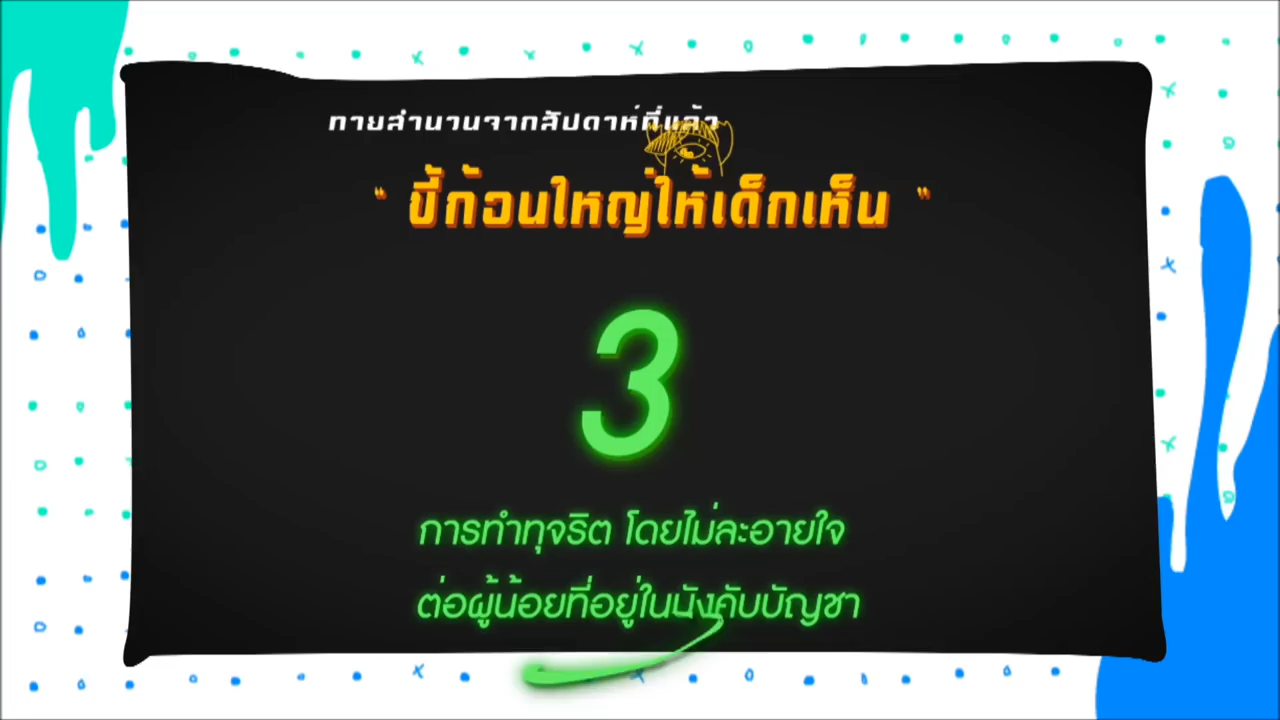 ทายสำนวนจากสัปดาห์ที่แล้ว
" ขี้ก้อนใหญ่ให้เด็กเห็น "
3
การทำทุจริต โดยไม่ละอายใจ
ต่อผู้น้อยที่อยู่ในบังคับบัญชา